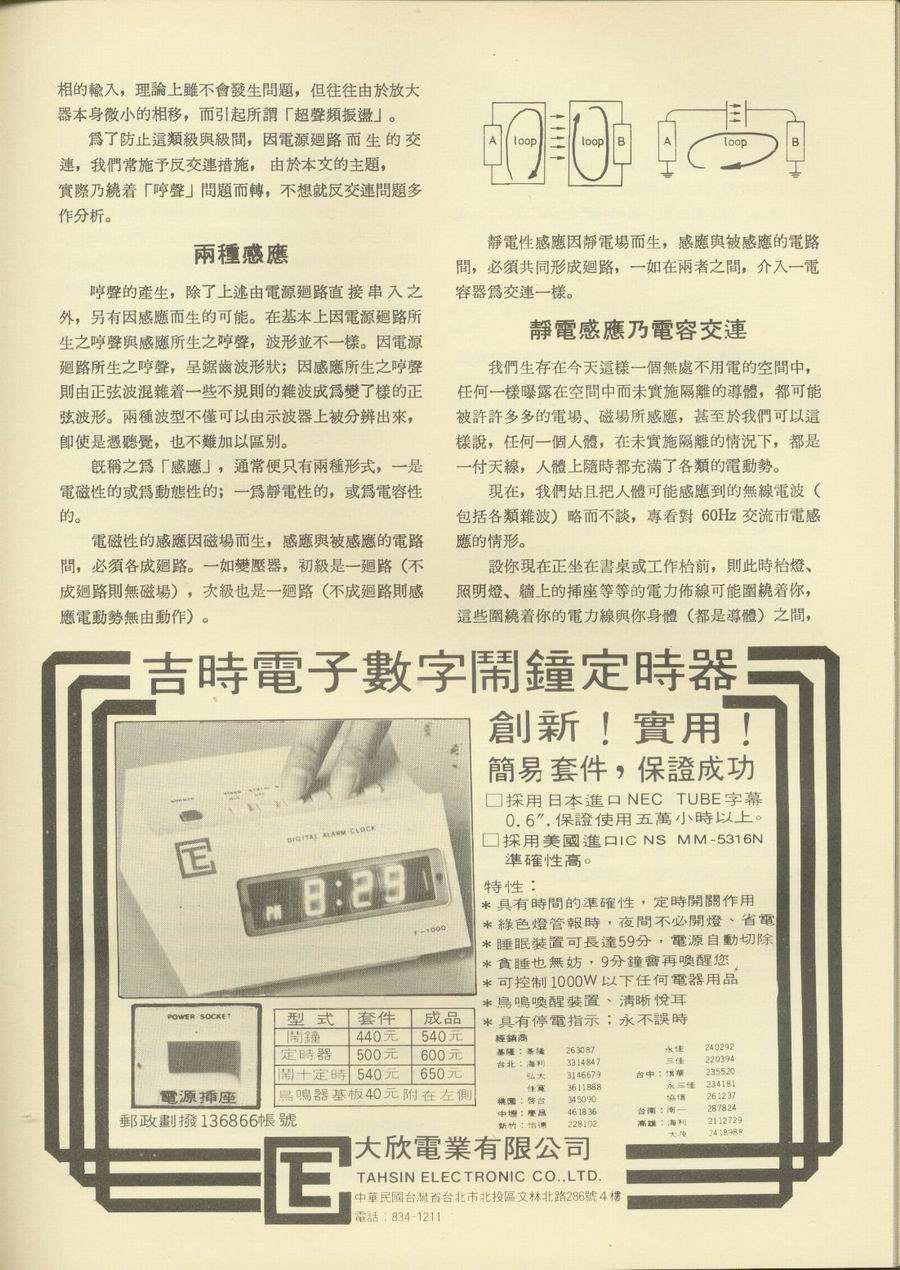 相的輸入，理論上雖不會發生問題，但往往由於放大
器本身微小的相移，而引起所謂「超聲頻振盪」。
爲了防止這類級與級間，因電源廻路而生的交
連，我們常施予反交連措施， 由於本文的主題，
實際乃繞着「哼聲」問題而轉，不想就反交連問題多
作分析。
兩種感應
哼聲的產生，除了上述由電源廻路直接串入之
外，另有因感應而生的可能。在基本上因電源廻路所
生之哼聲與感應所生之哼聲，波形並不一樣。因電源
廻路所生之哼聲，呈鋸齒波形狀；因感應所生之哼聲
則由正弦波混雜着一些不規則的雜波成爲變了樣的正
弦波形。兩種波型不僅可以由示波器上被分辨出來，
卽使是憑聽覺，也不難加以區别。
旣稱之爲「感應」，通常便只有兩種形式，一是
電磁性的或爲動態性的；一爲靜電性的，或爲電容性
的。
電磁性的感應因磁場而生，感應與被感應的電路
間，必須各成廻路。一如變壓器，初級是一廻路（不
成廻路則無磁場），次級也是一廻路（不成廻路則感
應電動勢無由動作）。
A loop loop B A loop B
靜電性感應因靜電場而生，感應與被感應的電路
間，必須共同形成廻路，一如在兩者之間，介入一電
容器爲交連一樣。
靜電感應乃電容交連
我們生存在今天這樣一個無處不用電的空間中，
任何一樣曝露在空間中而未實施隔離的導體，都可能
被許許多多的電場、磁場所感應，甚至於我們可以這
樣說，任何一個人體，在未實施隔離的情況下，都是
一付天線，人體上隨時都充滿了各類的電動勢。
現在，我們姑且把人體可能感應到的無線電波（
包括各類雜波）略而不談，專看對 60Hz 交流市電感
應的情形。
設你現在正坐在書桌或工作枱前，則此時枱燈、
照明燈、牆上的揷座等等的電力佈線可能圍繞着你，
這些圍繞着你的電力線與你身體（都是導體）之間，
吉時電子數字鬧鐘定時器
創新！實用！
簡易套件，保證成功
□採用日本進口NEC TUBE字幕
0.6″.保證使用五萬小時以上。
□採用美國進口IC NS MM-5316N
準確性高。
特性：
＊具有時間的準確性，定時開關作用
＊綠色燈管報時，夜間不必開燈、省電
＊睡眠裝置可長達59分，電源自動切除
＊貪睡也無妨，9分鐘會再喚醒您
＊可控制1000W以下任何電器用品
＊鳥鳴喚醒裝置、淸晰悅耳
＊具有停電指示；永不誤時
DIGITAL ALARM CLOCK
PM 8:29
F-1000
POWER SOCKET
電源揷座
型式 套件 成品
鬧鐘 440元 540元
定時器 500元 600元
鬧十定時 540元 650元
鳥鳴器基板40元附在左側
郵政劃撥136866帳號
經銷商
基隆：基隆 263087
台北：海利 3314847
弘大 3146679
佳寶 3611888
桃園：啓台 345090
中壢：慶昌 461836
新竹：怡德 228102
永佳 240292
三佳 220394
台中：信華 235520
永三佳 234181
協信 261237
台南：南一 287824
高雄：海利 2112729
大茂 2418988
大欣電業有限公司
TAHSIN ELECTRONIC CO.,LTD.
中華民國台灣省台北市北投區文林北路286號4樓
電話：834-1211